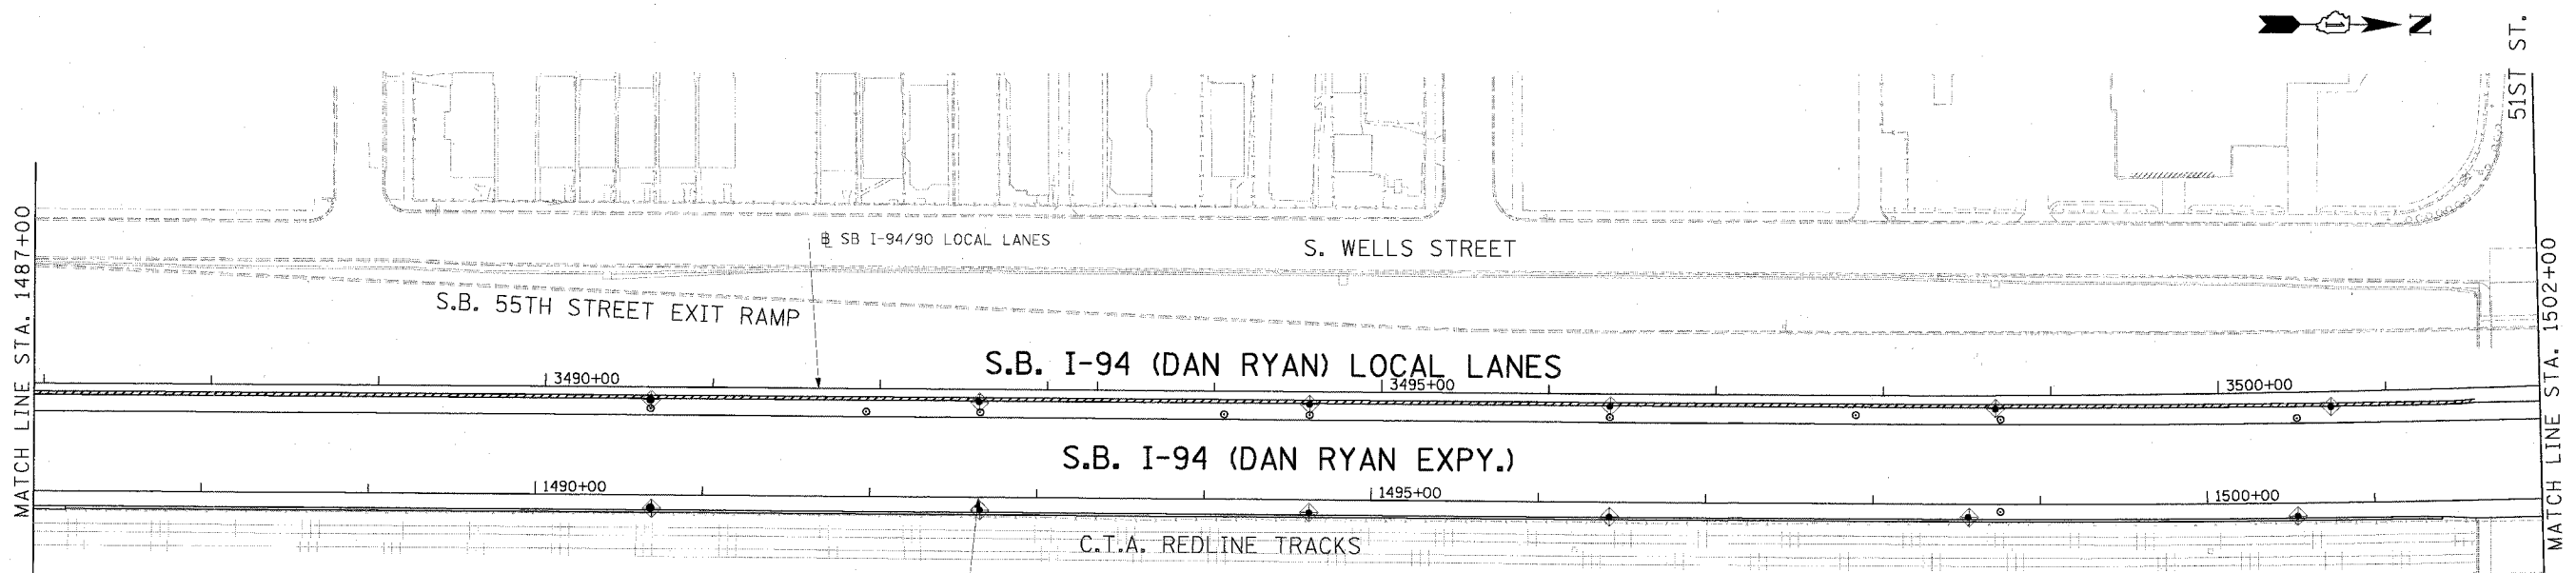 N
51ST ST.
MATCH LINE STA. 1487+00
℄ SB I-94/90 LOCAL LANES
S. WELLS STREET
S.B. 55TH STREET EXIT RAMP
S.B. I-94 (DAN RYAN) LOCAL LANES
3490+00
3495+00
3500+00
S.B. I-94 (DAN RYAN EXPY.)
1490+00
1495+00
1500+00
C.T.A. REDLINE TRACKS
MATCH LINE STA. 1502+00